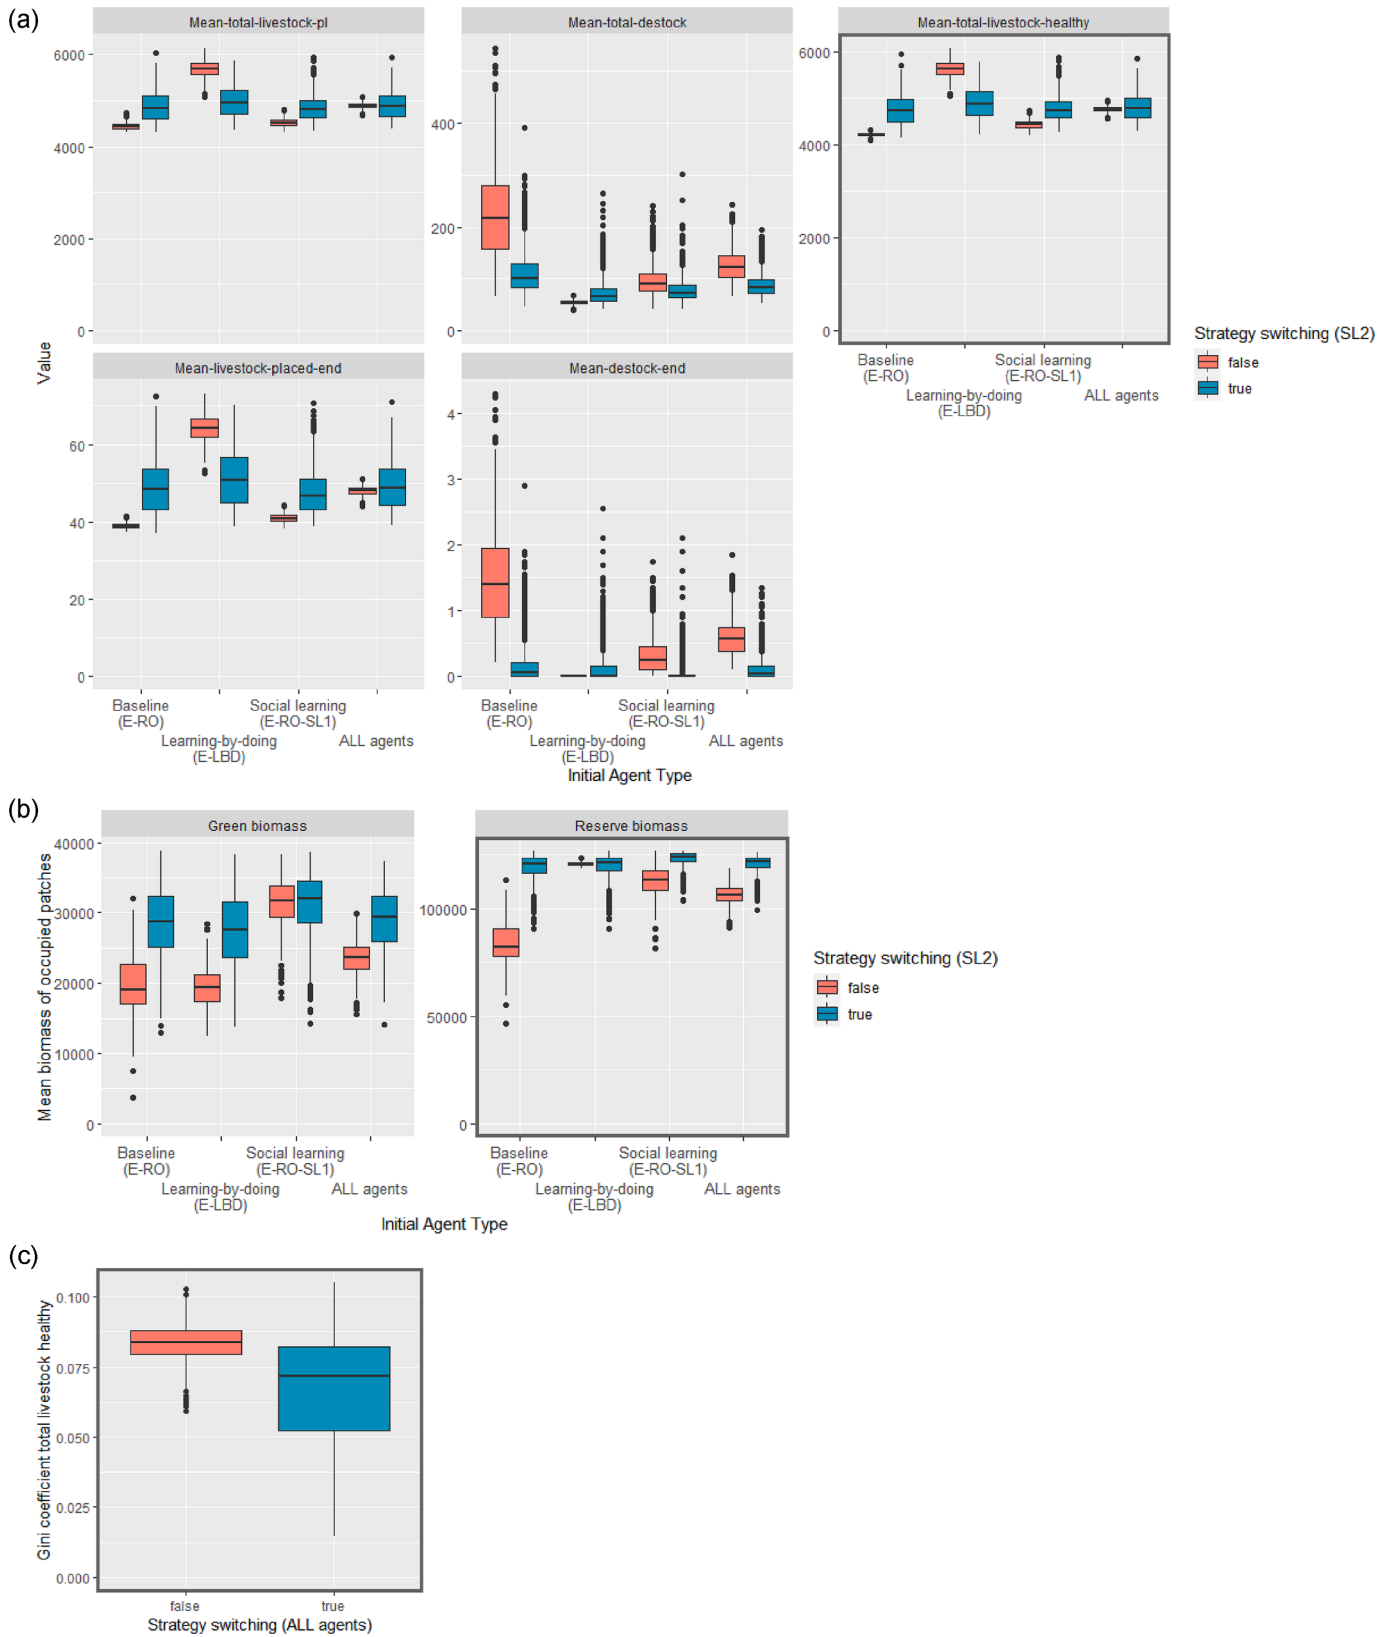 (a)
Mean-total-livestock-pl
Mean-total-destock
Mean-total-livestock-healthy
6000
4000
2000
0
400
200
0
6000
4000
2000
0
Baseline
(E-RO)
Social learning
(E-RO-SL1)
Learning-by-doing
(E-LBD)
ALL agents
Strategy switching (SL2)
false
true
Value
Mean-livestock-placed-end
Mean-destock-end
60
40
20
0
4
3
2
1
0
Baseline
(E-RO)
Social learning
(E-RO-SL1)
Learning-by-doing
(E-LBD)
ALL agents
Baseline
(E-RO)
Social learning
(E-RO-SL1)
Learning-by-doing
(E-LBD)
ALL agents
Initial Agent Type
(b)
Green biomass
Reserve biomass
Mean biomass of occupied patches
40000
30000
20000
10000
0
100000
50000
0
Strategy switching (SL2)
false
true
Baseline
(E-RO)
Social learning
(E-RO-SL1)
Learning-by-doing
(E-LBD)
ALL agents
Baseline
(E-RO)
Social learning
(E-RO-SL1)
Learning-by-doing
(E-LBD)
ALL agents
Initial Agent Type
(c)
Gini coefficient total livestock healthy
0.100
0.075
0.050
0.025
0.000
false
true
Strategy switching (ALL agents)